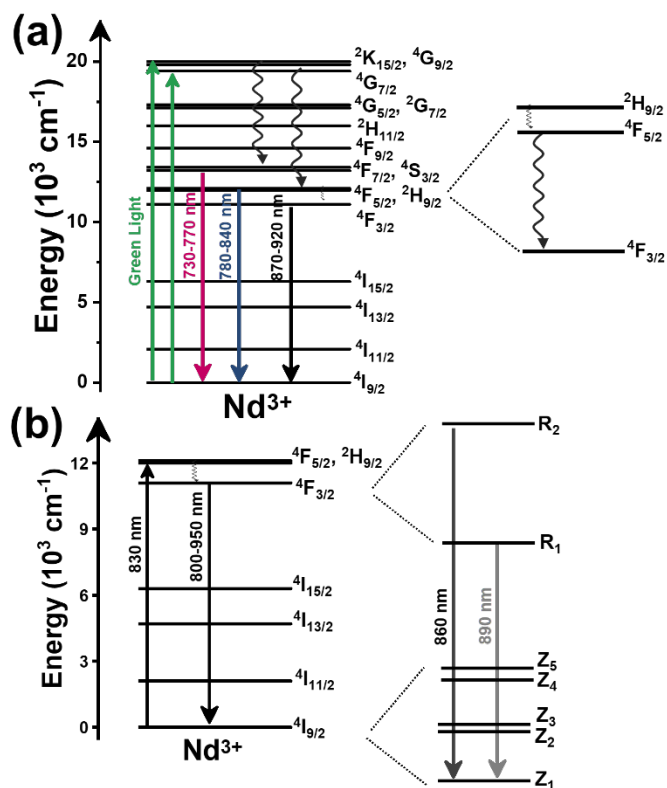 (a)
Energy (10³ cm⁻¹)
20
15
10
5
0
Green Light
730-770 nm
780-840 nm
870-920 nm
²K₁₅/₂, ⁴G₉/₂
⁴G₇/₂
⁴G₅/₂, ²G₇/₂
²H₁₁/₂
⁴F₉/₂
⁴F₇/₂, ⁴S₃/₂
⁴F₅/₂, ²H₉/₂
⁴F₃/₂
⁴I₁₅/₂
⁴I₁₃/₂
⁴I₁₁/₂
⁴I₉/₂
Nd³⁺
²H₉/₂
⁴F₅/₂
⁴F₃/₂
(b)
Energy (10³ cm⁻¹)
12
9
6
3
0
830 nm
800-950 nm
⁴F₅/₂, ²H₉/₂
⁴F₃/₂
⁴I₁₅/₂
⁴I₁₃/₂
⁴I₁₁/₂
⁴I₉/₂
Nd³⁺
R₂
R₁
860 nm
890 nm
Z₅
Z₄
Z₃
Z₂
Z₁